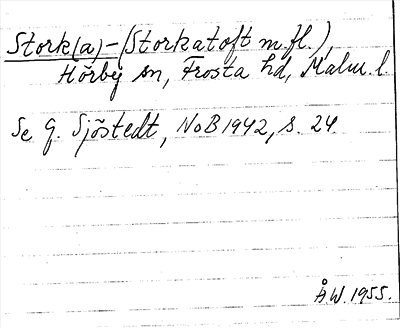 Stork(a)-(Storkatoft m.fl.),
Hörby sn, Frosta hd, Malm. l.
Se G. Sjöstedt, NoB 1942, s. 24.
ÅW. 1955.